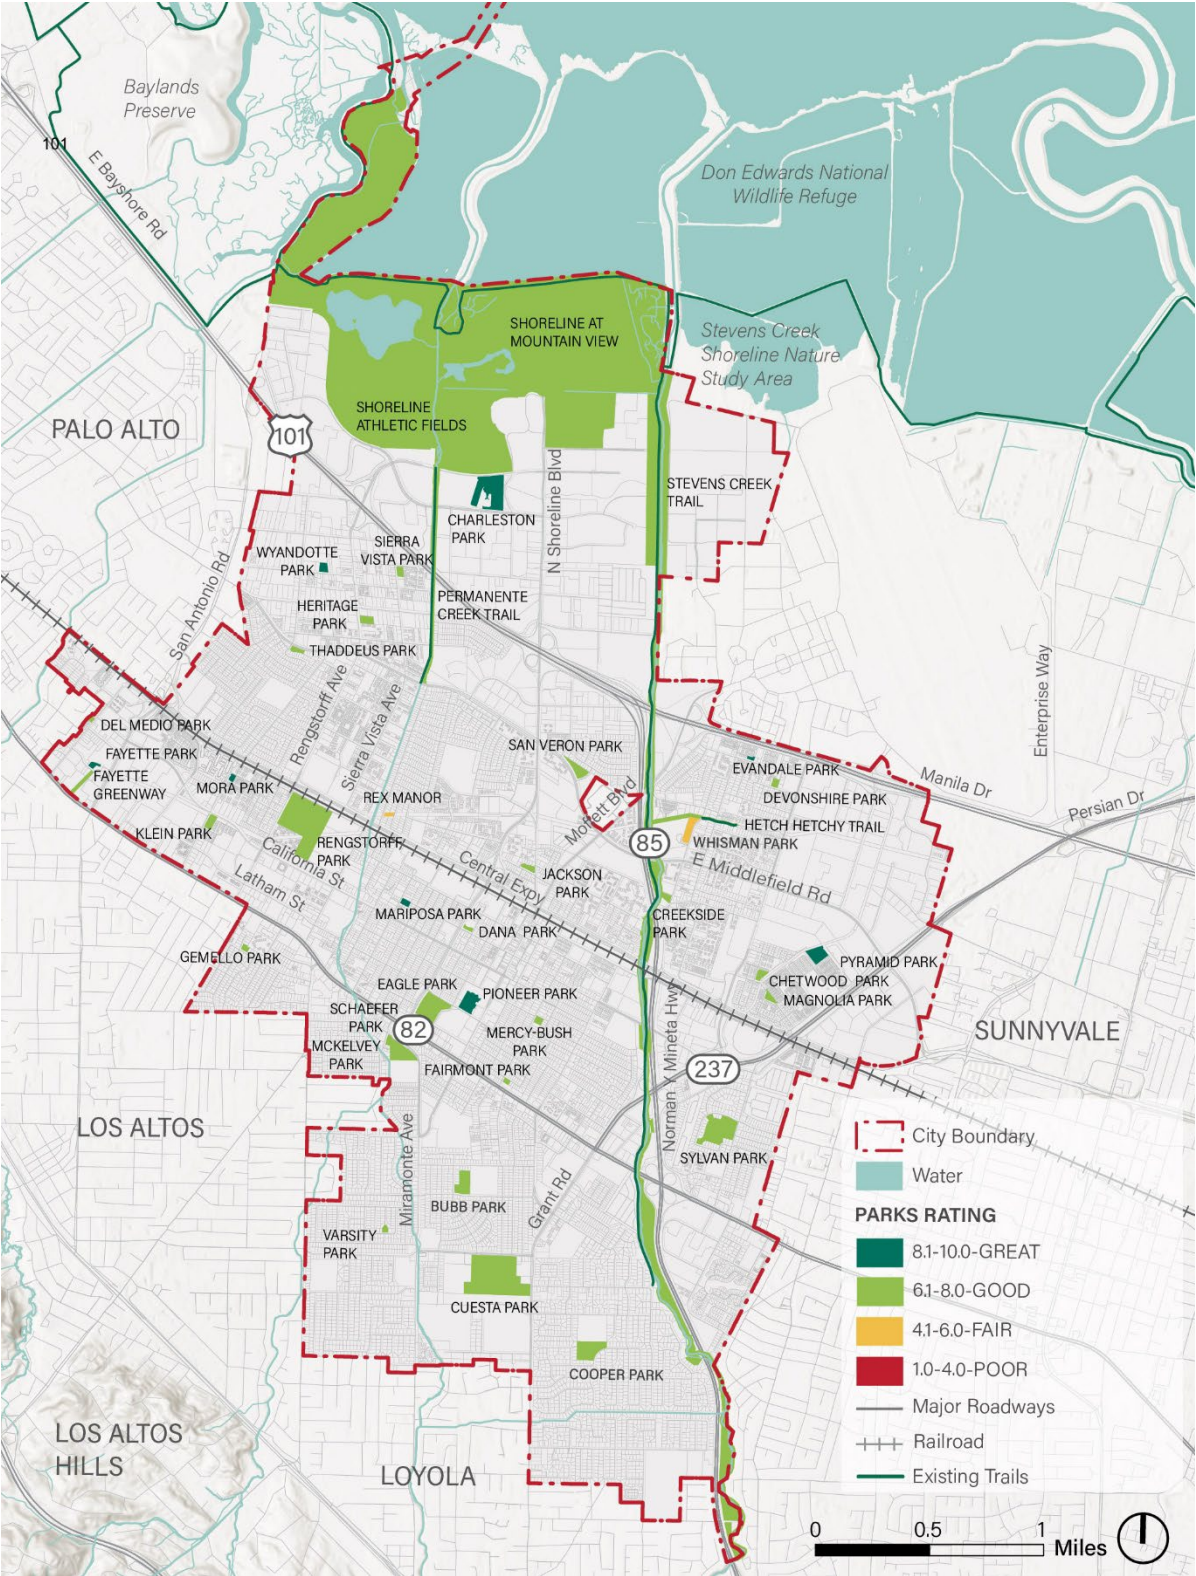 Baylands
Preserve
101
E Bayshore Rd
Don Edwards National
Wildlife Refuge
SHORELINE AT
MOUNTAIN VIEW
Stevens Creek
Shoreline Nature
Study Area
PALO ALTO
101
SHORELINE
ATHLETIC FIELDS
N Shoreline Blvd
STEVENS CREEK
TRAIL
CHARLESTON
PARK
SIERRA
VISTA PARK
WYANDOTTE
PARK
San Antonio Rd
HERITAGE
PARK
PERMANENTE
CREEK TRAIL
THADDEUS PARK
Rengstorff Ave
Sierra Vista Ave
Enterprise Way
DEL MEDIO PARK
FAYETTE PARK
FAYETTE
GREENWAY
MORA PARK
SAN VERON PARK
EVANDALE PARK
Manila Dr
DEVONSHIRE PARK
Persian Dr
REX MANOR
Moffett Blvd
HETCH HETCHY TRAIL
KLEIN PARK
RENGSTORFF
PARK
85
WHISMAN PARK
California St
Latham St
Central Expy
E Middlefield Rd
JACKSON
PARK
MARIPOSA PARK
DANA PARK
CREEKSIDE
PARK
GEMELLO PARK
PYRAMID PARK
CHETWOOD PARK
MAGNOLIA PARK
EAGLE PARK
PIONEER PARK
SCHAEFER
PARK
82
MERCY-BUSH
PARK
MCKELVEY
PARK
FAIRMONT PARK
Norman Y Mineta Hwy
237
SUNNYVALE
LOS ALTOS
Miramonte Ave
SYLVAN PARK
BUBB PARK
Grant Rd
VARSITY
PARK
CUESTA PARK
COOPER PARK
LOS ALTOS
HILLS
LOYOLA
City Boundary
Water
PARKS RATING
8.1-10.0-GREAT
6.1-8.0-GOOD
4.1-6.0-FAIR
1.0-4.0-POOR
Major Roadways
Railroad
Existing Trails
0 0.5 1
Miles